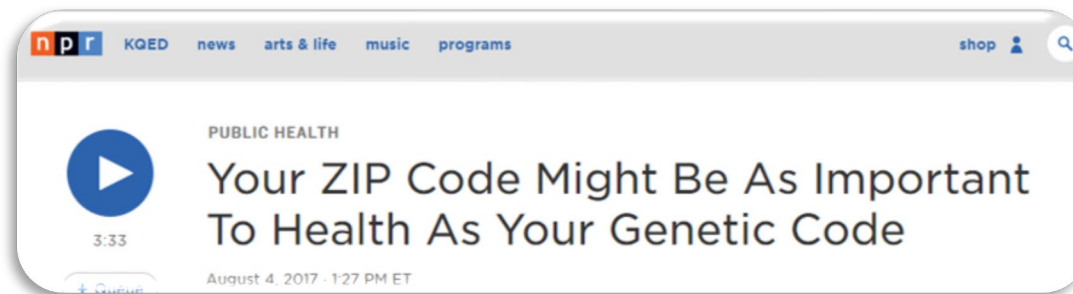 npr KQED news arts & life music programs shop
PUBLIC HEALTH
Your ZIP Code Might Be As Important
To Health As Your Genetic Code
3:33
August 4, 2017 · 1:27 PM ET
+ Queue